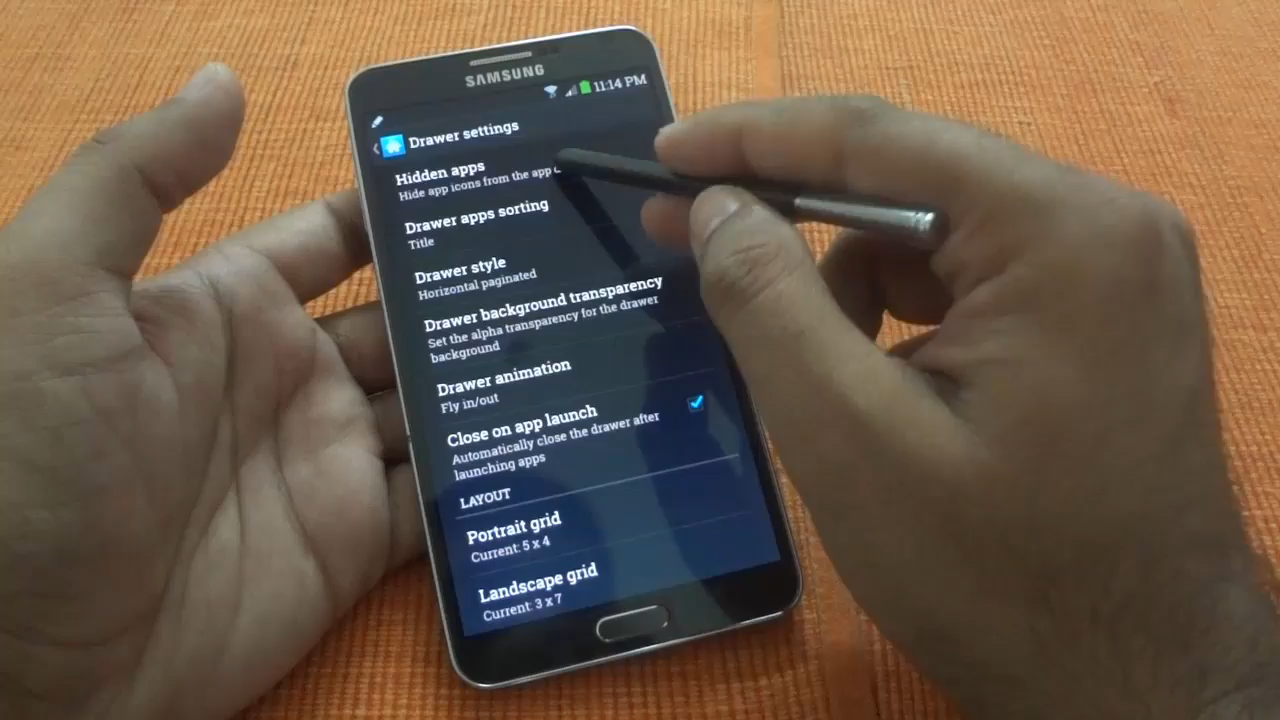 SAMSUNG
11:14 PM
Drawer settings
Hidden apps
Hide app icons from the app
Drawer apps sorting
Title
Drawer style
Horizontal paginated
Drawer background transparency
Set the alpha transparency for the drawer
background
Drawer animation
Fly in/out
Close on app launch
Automatically close the drawer after
launching apps
LAYOUT
Portrait grid
Current: 5 x 4
Landscape grid
Current: 3 x 7